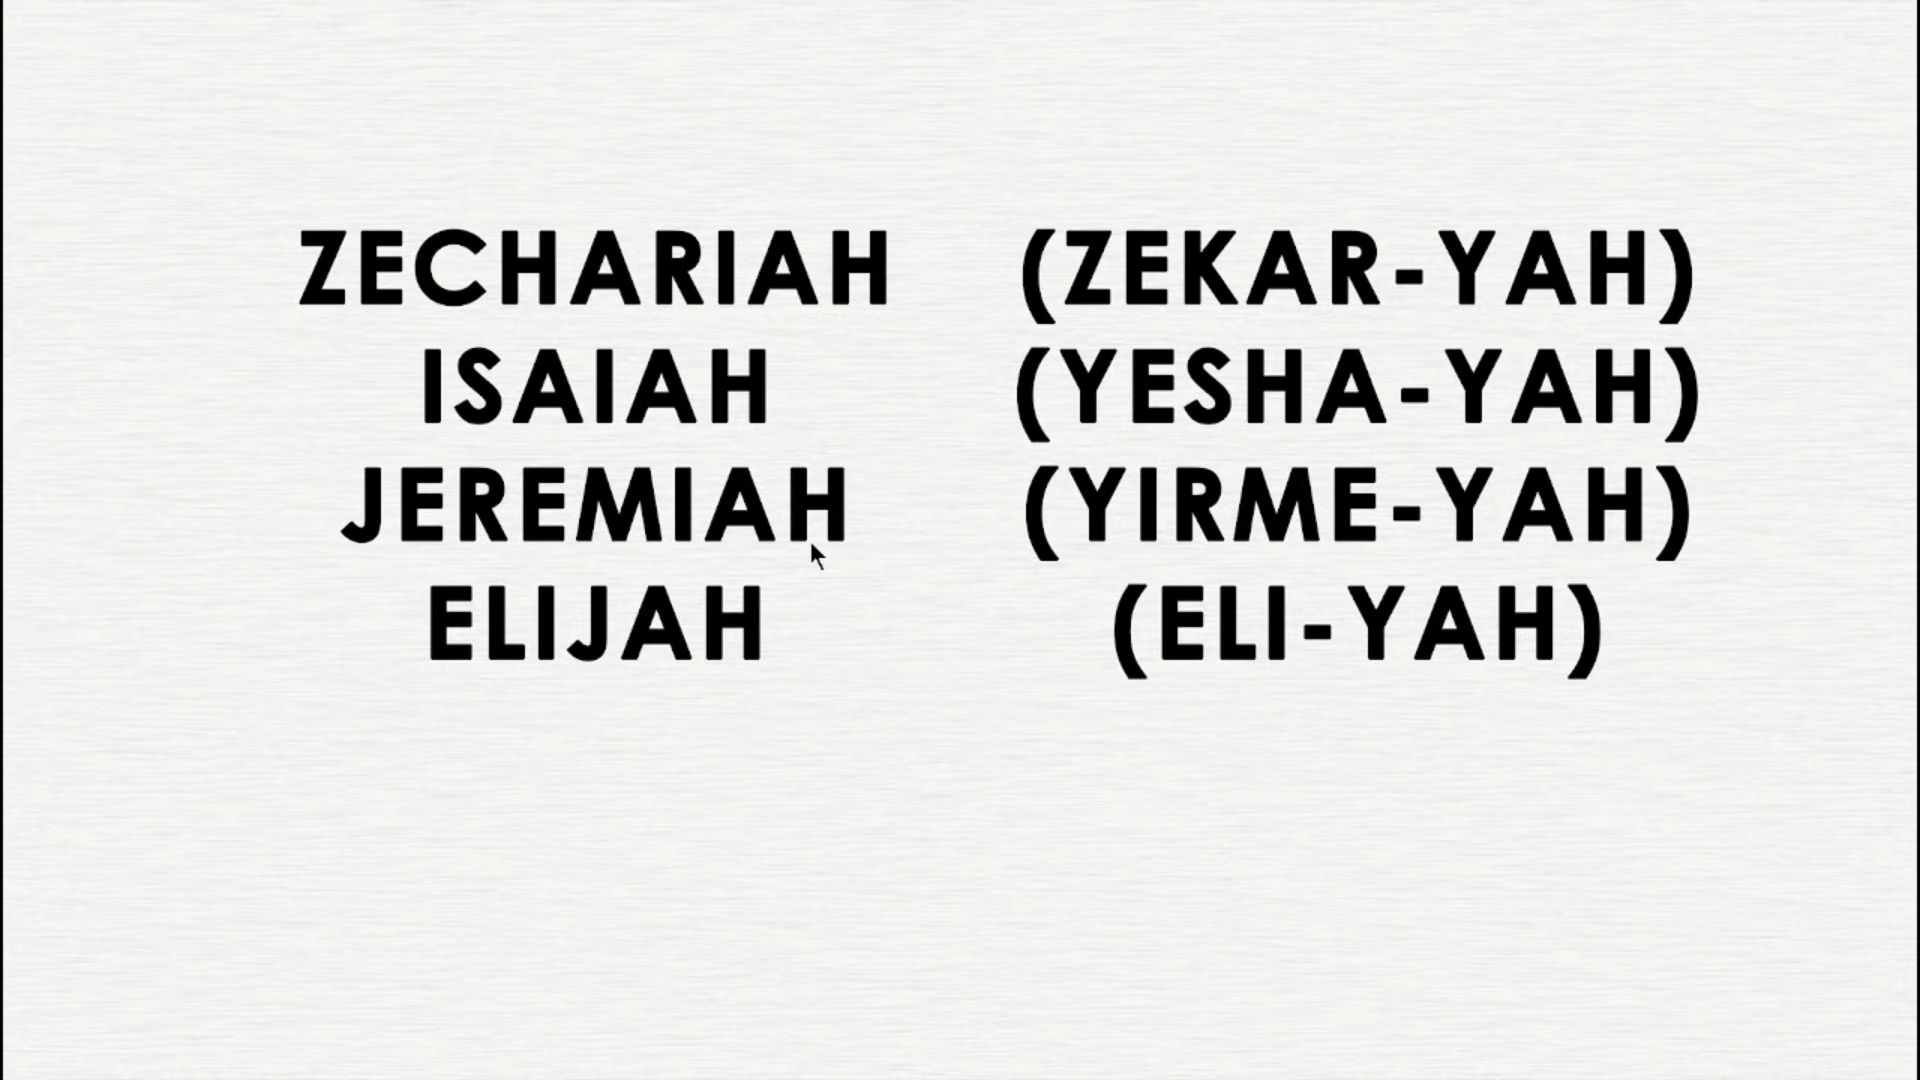 ZECHARIAH (ZEKAR-YAH)
ISAIAH (YESHA-YAH)
JEREMIAH (YIRME-YAH)
ELIJAH (ELI-YAH)